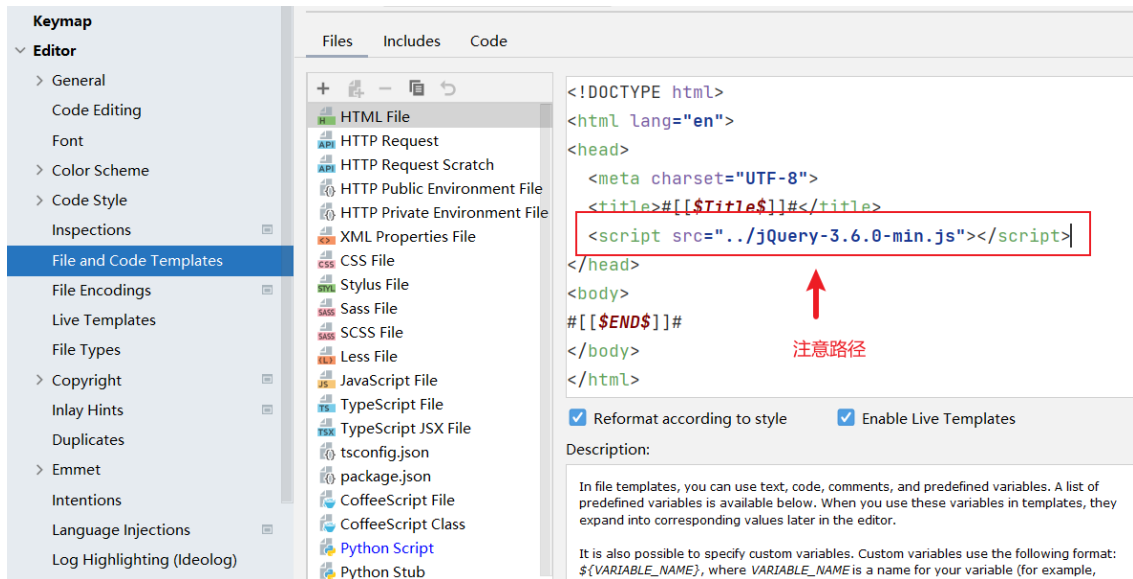 Keymap
Editor
General
Code Editing
Font
Color Scheme
Code Style
Inspections
File and Code Templates
File Encodings
Live Templates
File Types
Copyright
Inlay Hints
Duplicates
Emmet
Intentions
Language Injections
Log Highlighting (Ideolog)
Files Includes Code
HTML File
HTTP Request
HTTP Request Scratch
HTTP Public Environment File
HTTP Private Environment File
XML Properties File
CSS File
Stylus File
Sass File
SCSS File
Less File
JavaScript File
TypeScript File
TypeScript JSX File
tsconfig.json
package.json
CoffeeScript File
CoffeeScript Class
Python Script
Python Stub
<!DOCTYPE html>
<html lang="en">
<head>
<meta charset="UTF-8">
<title>#[[$Title$]]#</title>
<script src="../jQuery-3.6.0-min.js"></script>
</head>
<body>
#[[$END$]]#
</body>
</html>
注意路径
Reformat according to style Enable Live Templates
Description:
In file templates, you can use text, code, comments, and predefined variables. A list of
predefined variables is available below. When you use these variables in templates, they
expand into corresponding values later in the editor.
It is also possible to specify custom variables. Custom variables use the following format:
${VARIABLE_NAME}, where VARIABLE_NAME is a name for your variable (for example,